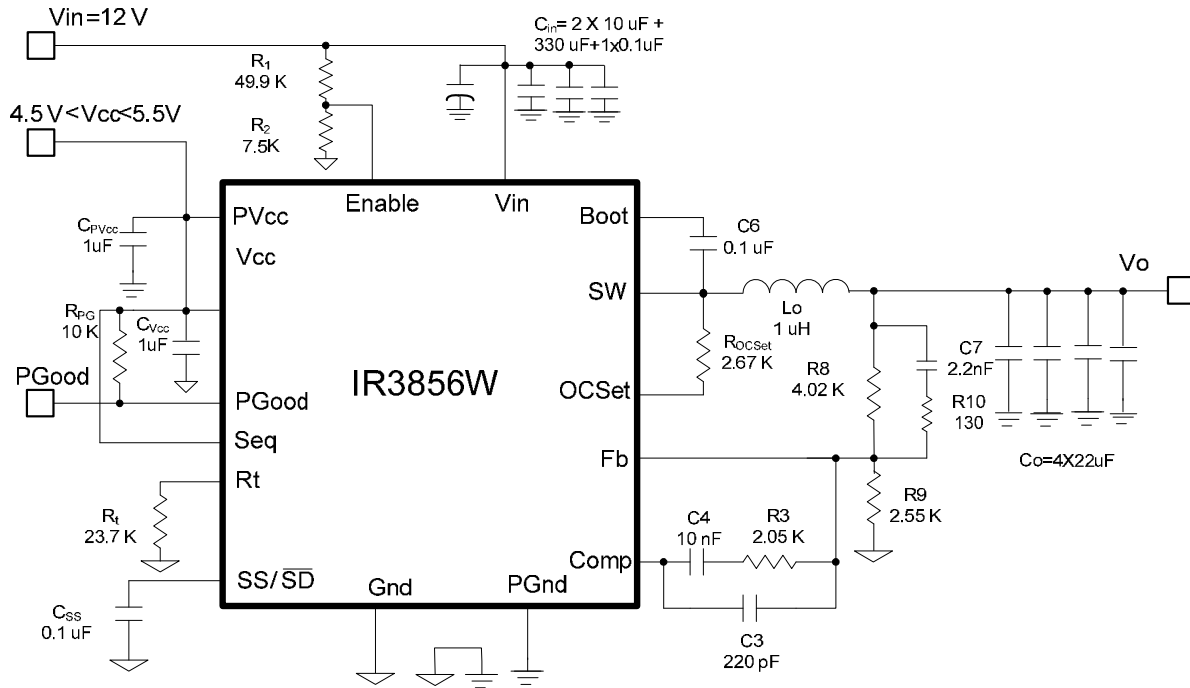 Vin=12 V
Cin= 2 X 10 uF +
330 uF+1x0.1uF
R1
49.9 K
4.5 V<Vcc<5.5V
R2
7.5K
Enable
Vin
PVcc
Boot
CPVcc
1uF
C6
0.1 uF
Vcc
Vo
SW
Lo
1 uH
RPG
10 K
CVcc
1uF
ROCSet
2.67 K
C7
2.2nF
R8
4.02 K
PGood
IR3856W
OCSet
PGood
R10
130
Seq
Fb
Co=4X22uF
Rt
R9
2.55 K
Rt
23.7 K
C4
10 nF
R3
2.05 K
Comp
SS/SD
Gnd
PGnd
CSS
0.1 uF
C3
220 pF